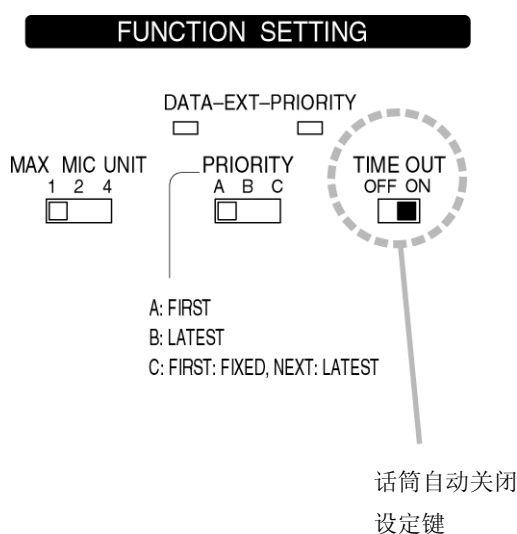 FUNCTION SETTING
DATA–EXT–PRIORITY
MAX MIC UNIT
1 2 4
PRIORITY
A B C
TIME OUT
OFF ON
A: FIRST
B: LATEST
C: FIRST: FIXED, NEXT: LATEST
话筒自动关闭
设定键